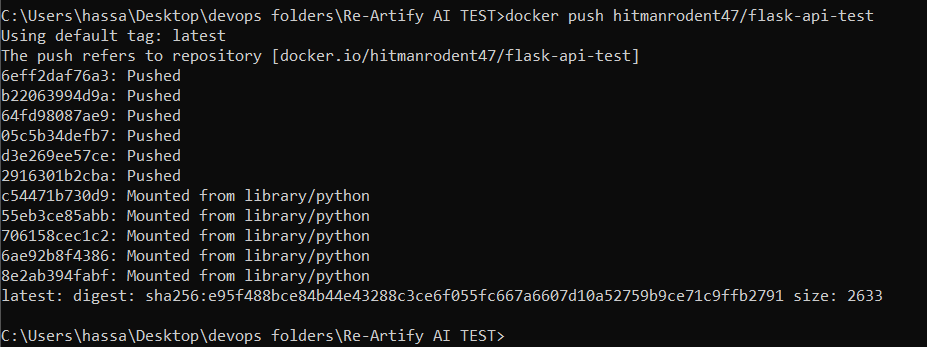 C:\Users\hassa\Desktop\devops folders\Re-Artify AI TEST>docker push hitmanrodent47/flask-api-test
Using default tag: latest
The push refers to repository [docker.io/hitmanrodent47/flask-api-test]
6eff2daf76a3: Pushed
b22063994d9a: Pushed
64fd98087ae9: Pushed
05c5b34defb7: Pushed
d3e269ee57ce: Pushed
2916301b2cba: Pushed
c54471b730d9: Mounted from library/python
55eb3ce85abb: Mounted from library/python
706158cec1c2: Mounted from library/python
6ae92b8f4386: Mounted from library/python
8e2ab394fabf: Mounted from library/python
latest: digest: sha256:e95f488bce84b44e43288c3ce6f055fc667a6607d10a52759b9ce71c9ffb2791 size: 2633
C:\Users\hassa\Desktop\devops folders\Re-Artify AI TEST>